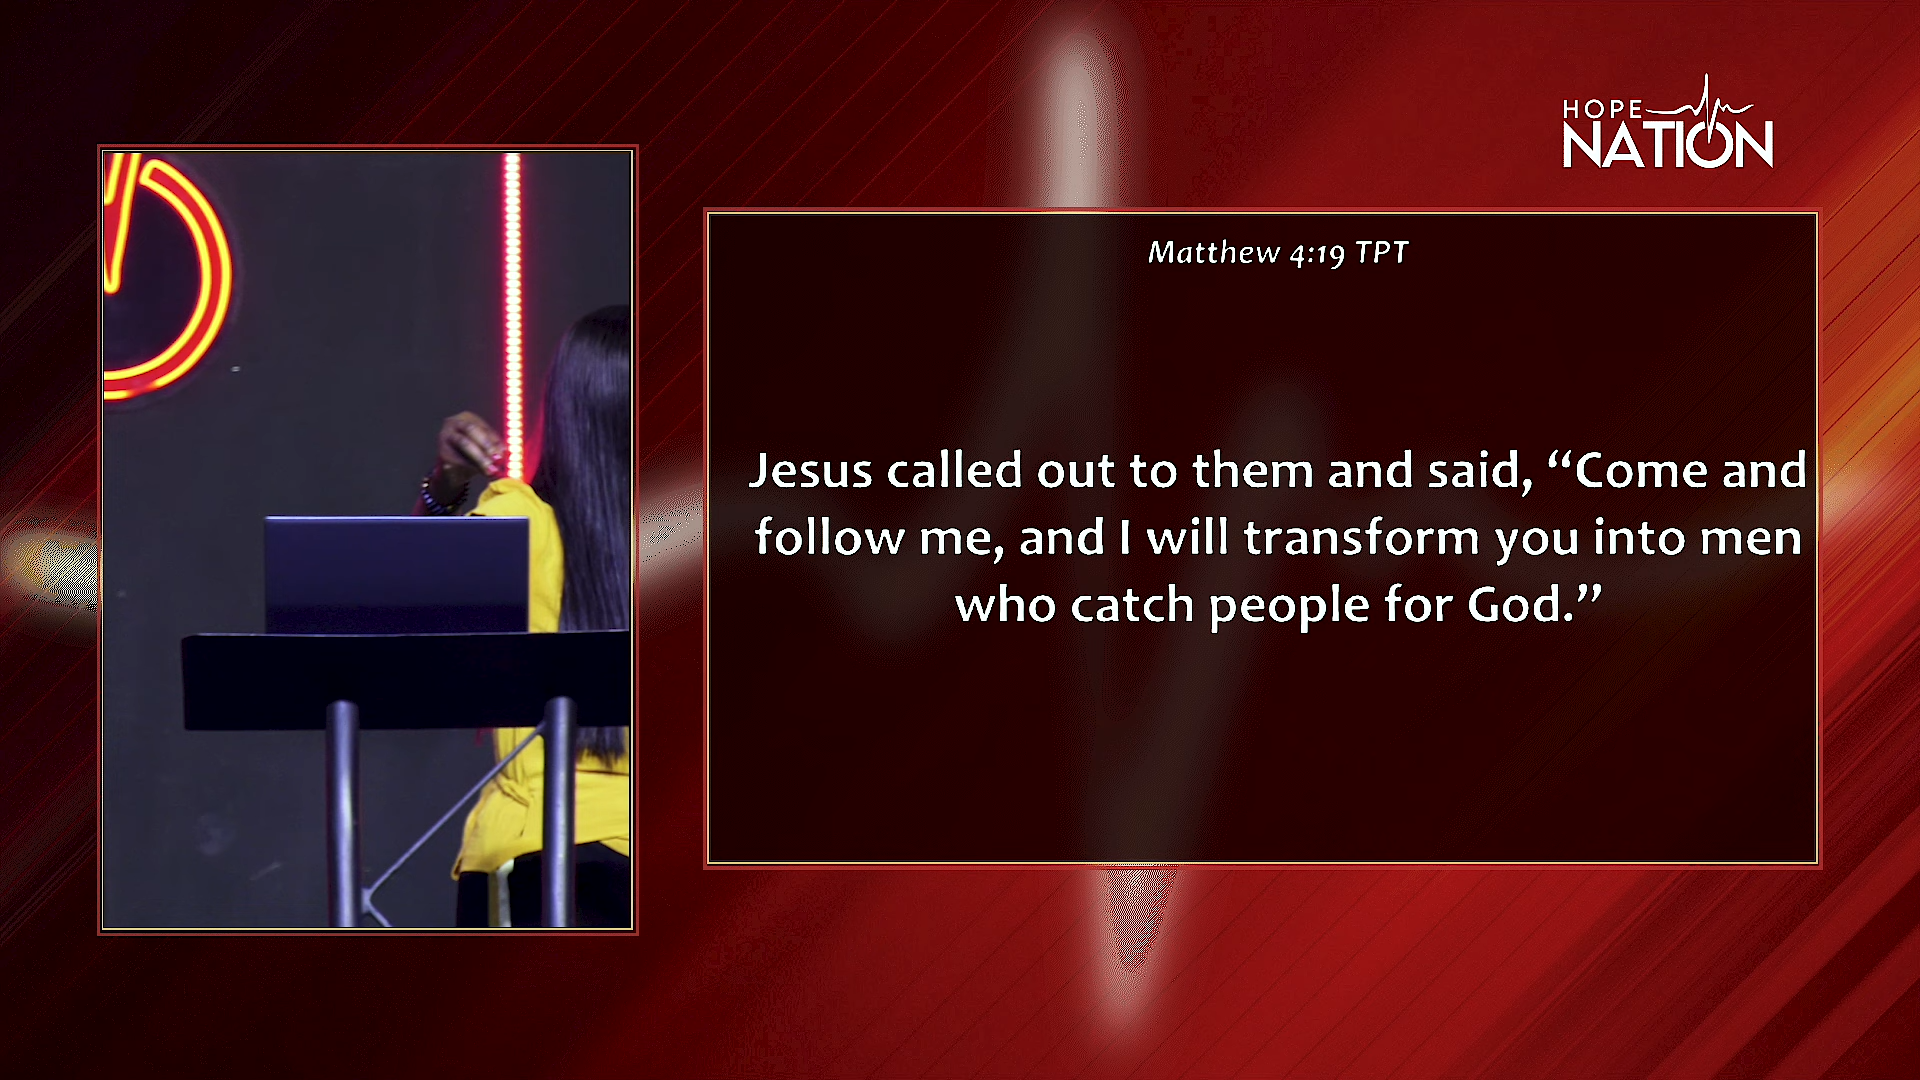 HOPE
NATION
Matthew 4:19 TPT
Jesus called out to them and said, “Come and
follow me, and I will transform you into men
who catch people for God.”